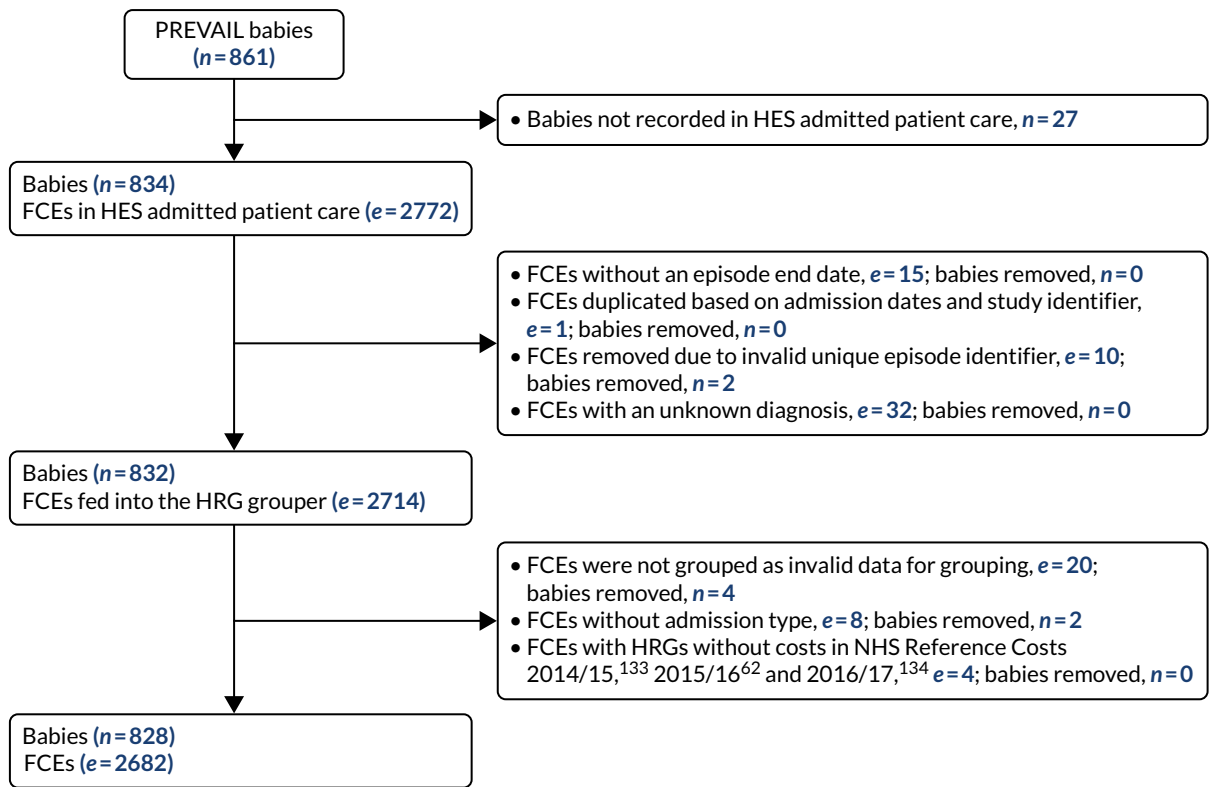 PREVAIL babies
(n=861)
• Babies not recorded in HES admitted patient care, n=27
Babies (n=834)
FCEs in HES admitted patient care (e=2772)
• FCEs without an episode end date, e=15; babies removed, n=0
• FCEs duplicated based on admission dates and study identifier,
e=1; babies removed, n=0
• FCEs removed due to invalid unique episode identifier, e=10;
babies removed, n=2
• FCEs with an unknown diagnosis, e=32; babies removed, n=0
Babies (n=832)
FCEs fed into the HRG grouper (e=2714)
• FCEs were not grouped as invalid data for grouping, e=20;
babies removed, n=4
• FCEs without admission type, e=8; babies removed, n=2
• FCEs with HRGs without costs in NHS Reference Costs
2014/15,133 2015/1662 and 2016/17,134 e=4; babies removed, n=0
Babies (n=828)
FCEs (e=2682)